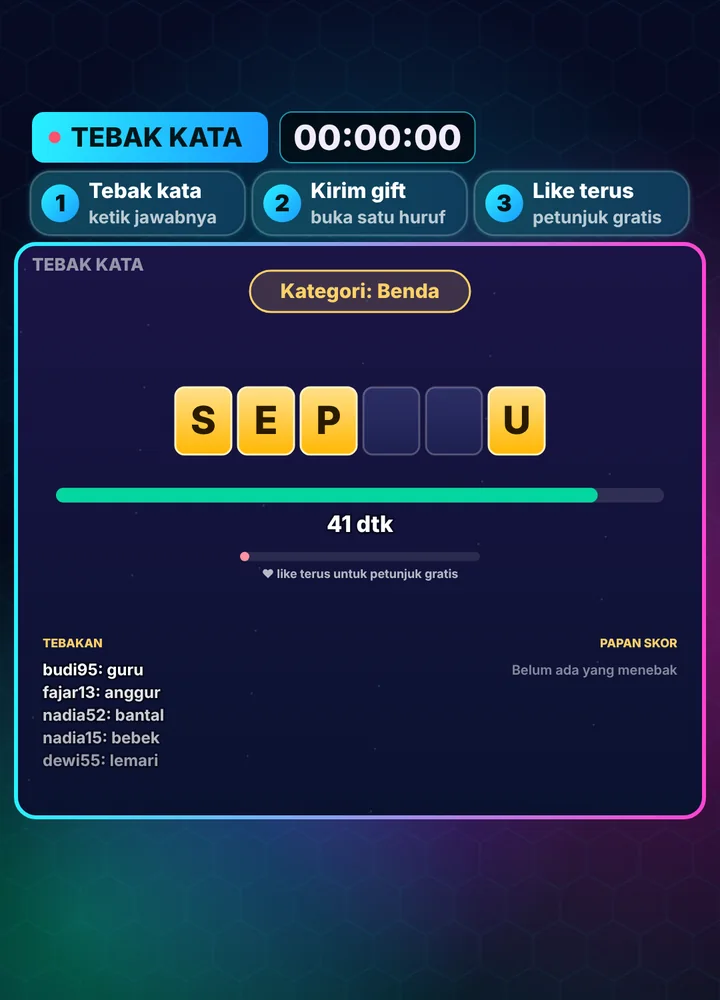 TEBAK KATA
00:00:00
1
Tebak kata
ketik jawabnya
2
Kirim gift
buka satu huruf
3
Like terus
petunjuk gratis
TEBAK KATA
Kategori: Benda
S E P U
41 dtk
like terus untuk petunjuk gratis
TEBAKAN
budi95: guru
fajar13: anggur
nadia52: bantal
nadia15: bebek
dewi55: lemari
PAPAN SKOR
Belum ada yang menebak